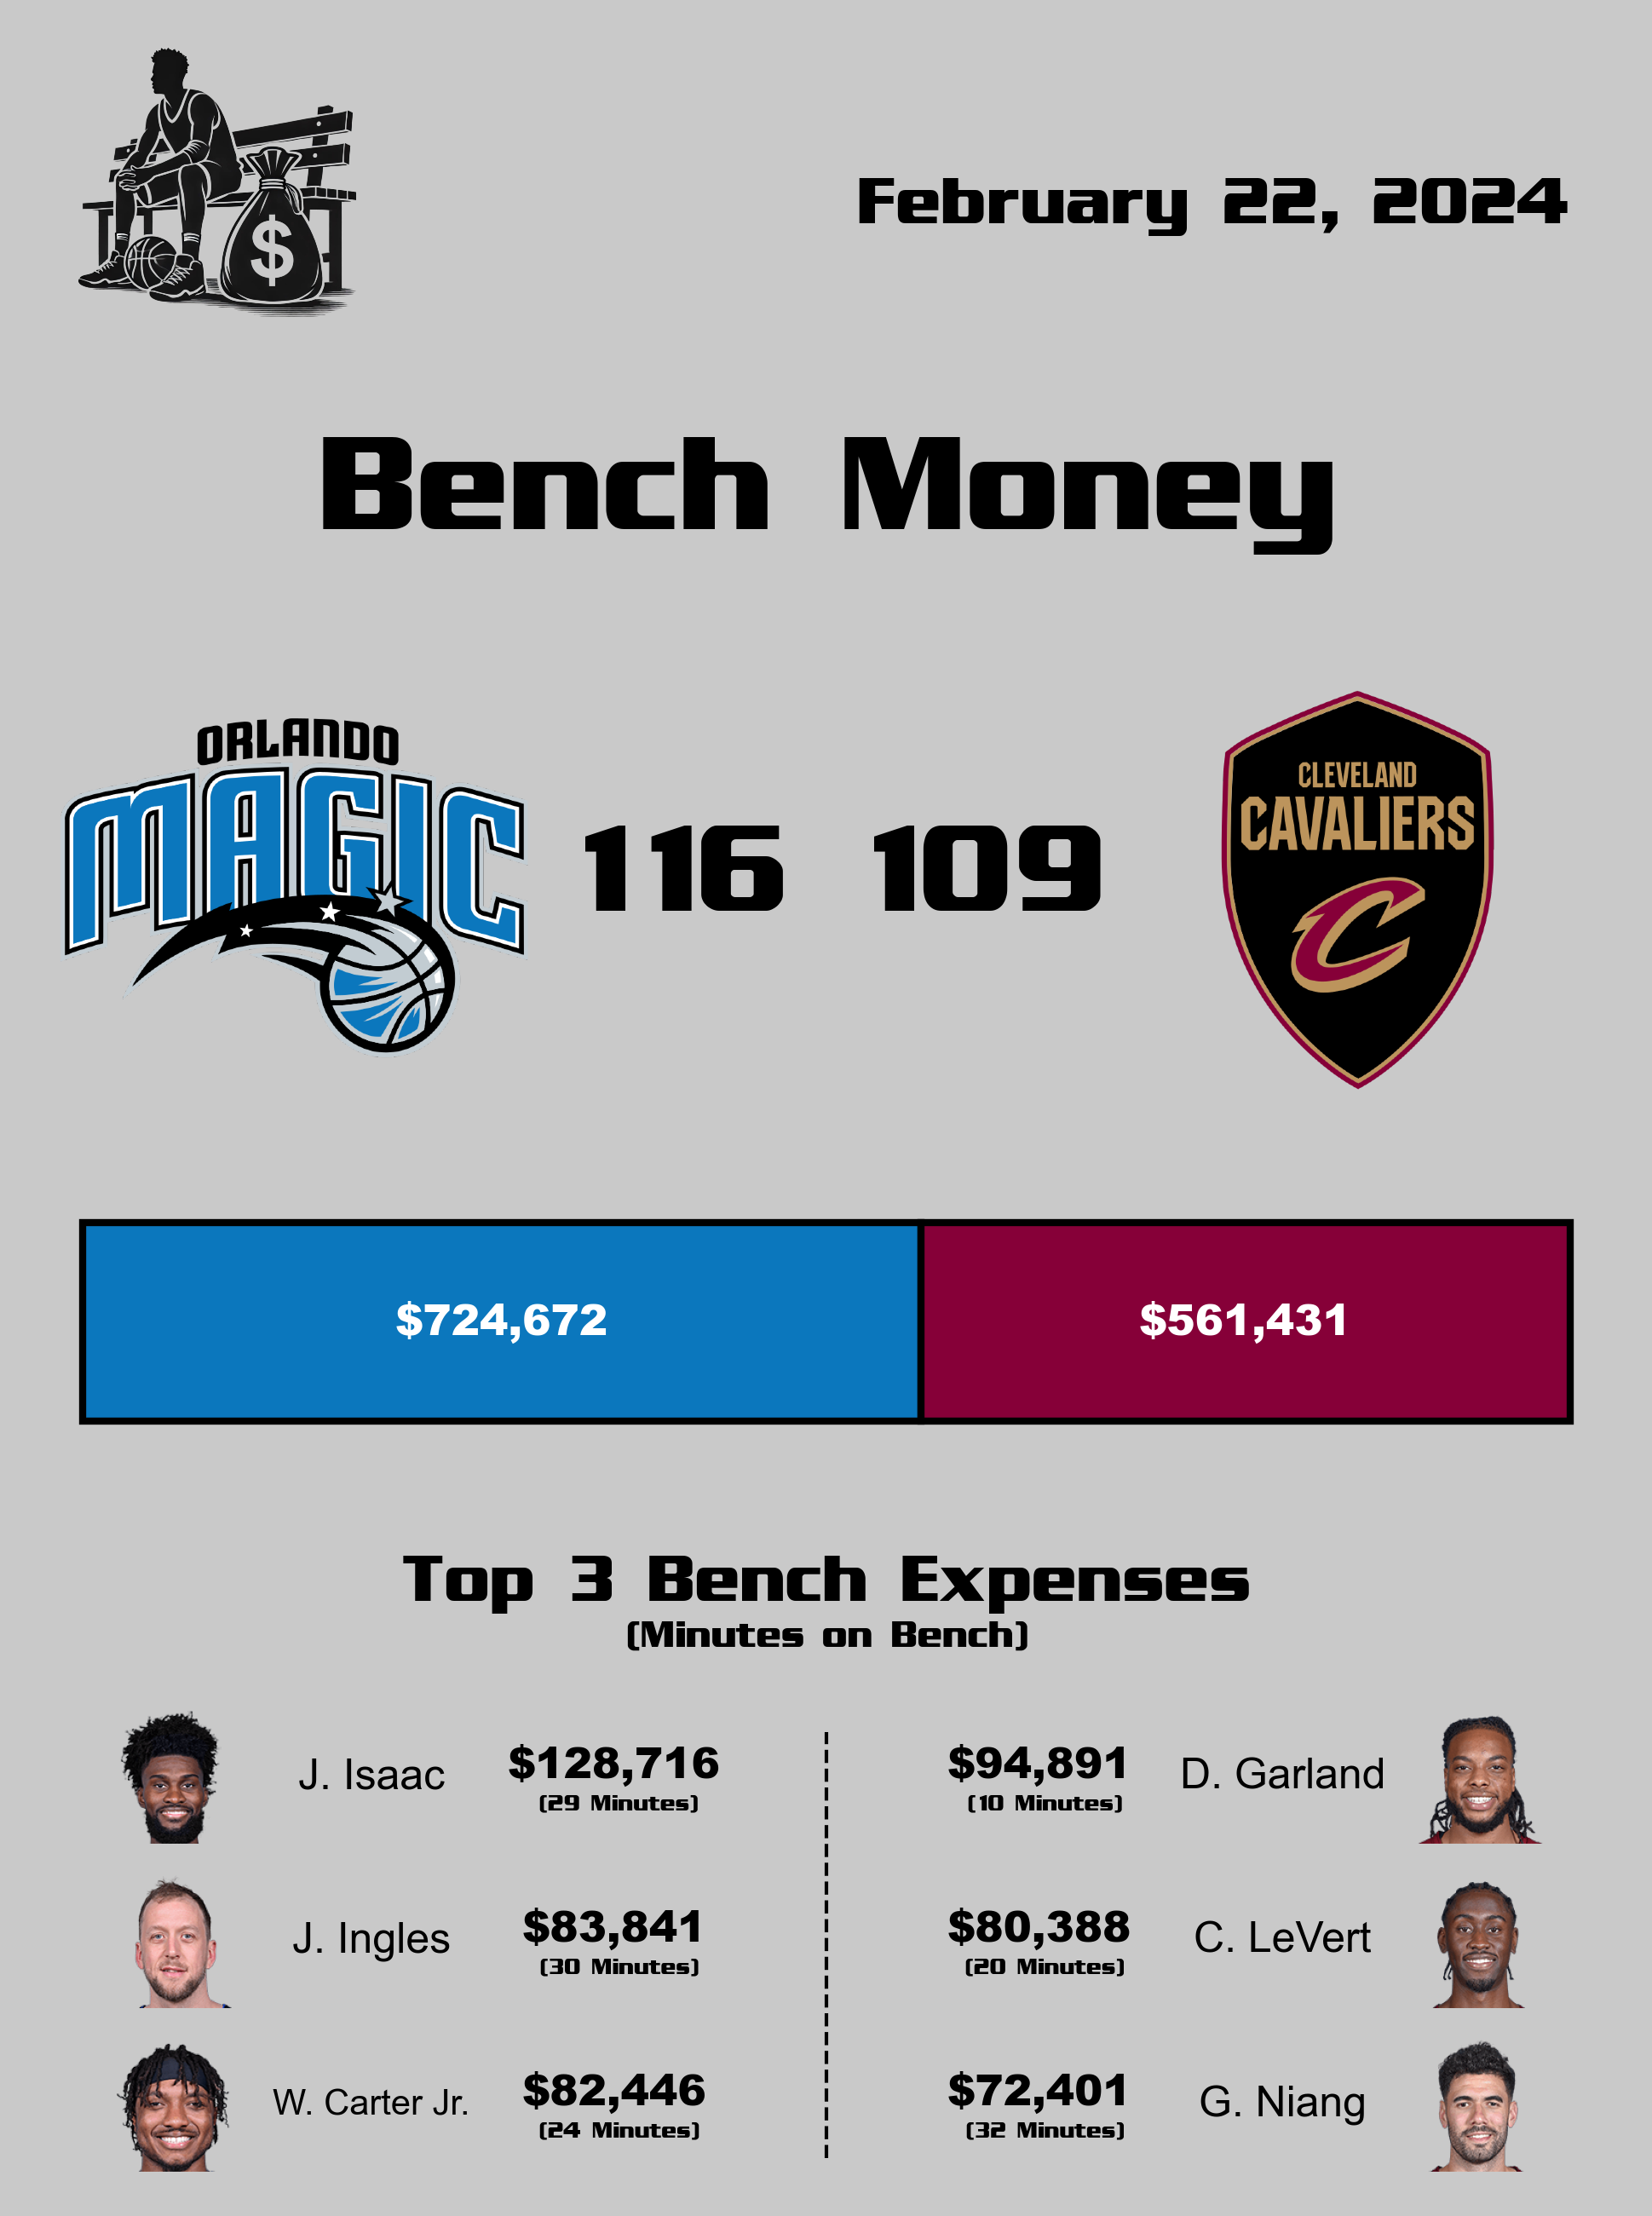 $
February 22, 2024
Bench Money
ORLANDO
MAGIC
116 109
CLEVELAND
CAVALIERS
C
$724,672 $561,431
Top 3 Bench Expenses
(Minutes on Bench)
J. Isaac $128,716 $94,891 D. Garland
(29 Minutes) (10 Minutes)
J. Ingles $83,841 $80,388 C. LeVert
(30 Minutes) (20 Minutes)
W. Carter Jr. $82,446 $72,401 G. Niang
(24 Minutes) (32 Minutes)